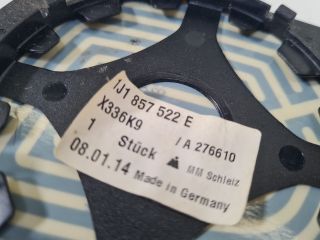 1J1 857 522 E
X336K9 / A 276610
1 Stück MM Schleiz
08.01.14 Made in Germany